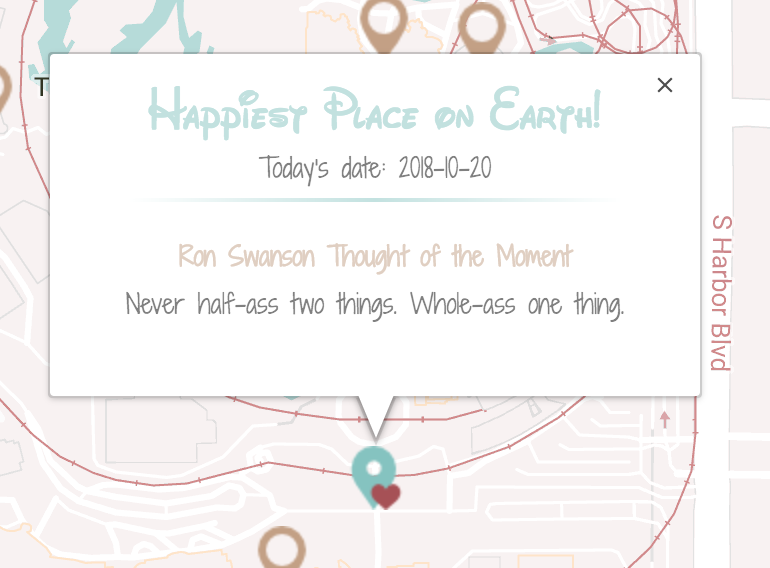 T
Happiest Place on Earth!
Today's date: 2018-10-20
Ron Swanson Thought of the Moment
Never half-ass two things. Whole-ass one thing.
S Harbor Blvd